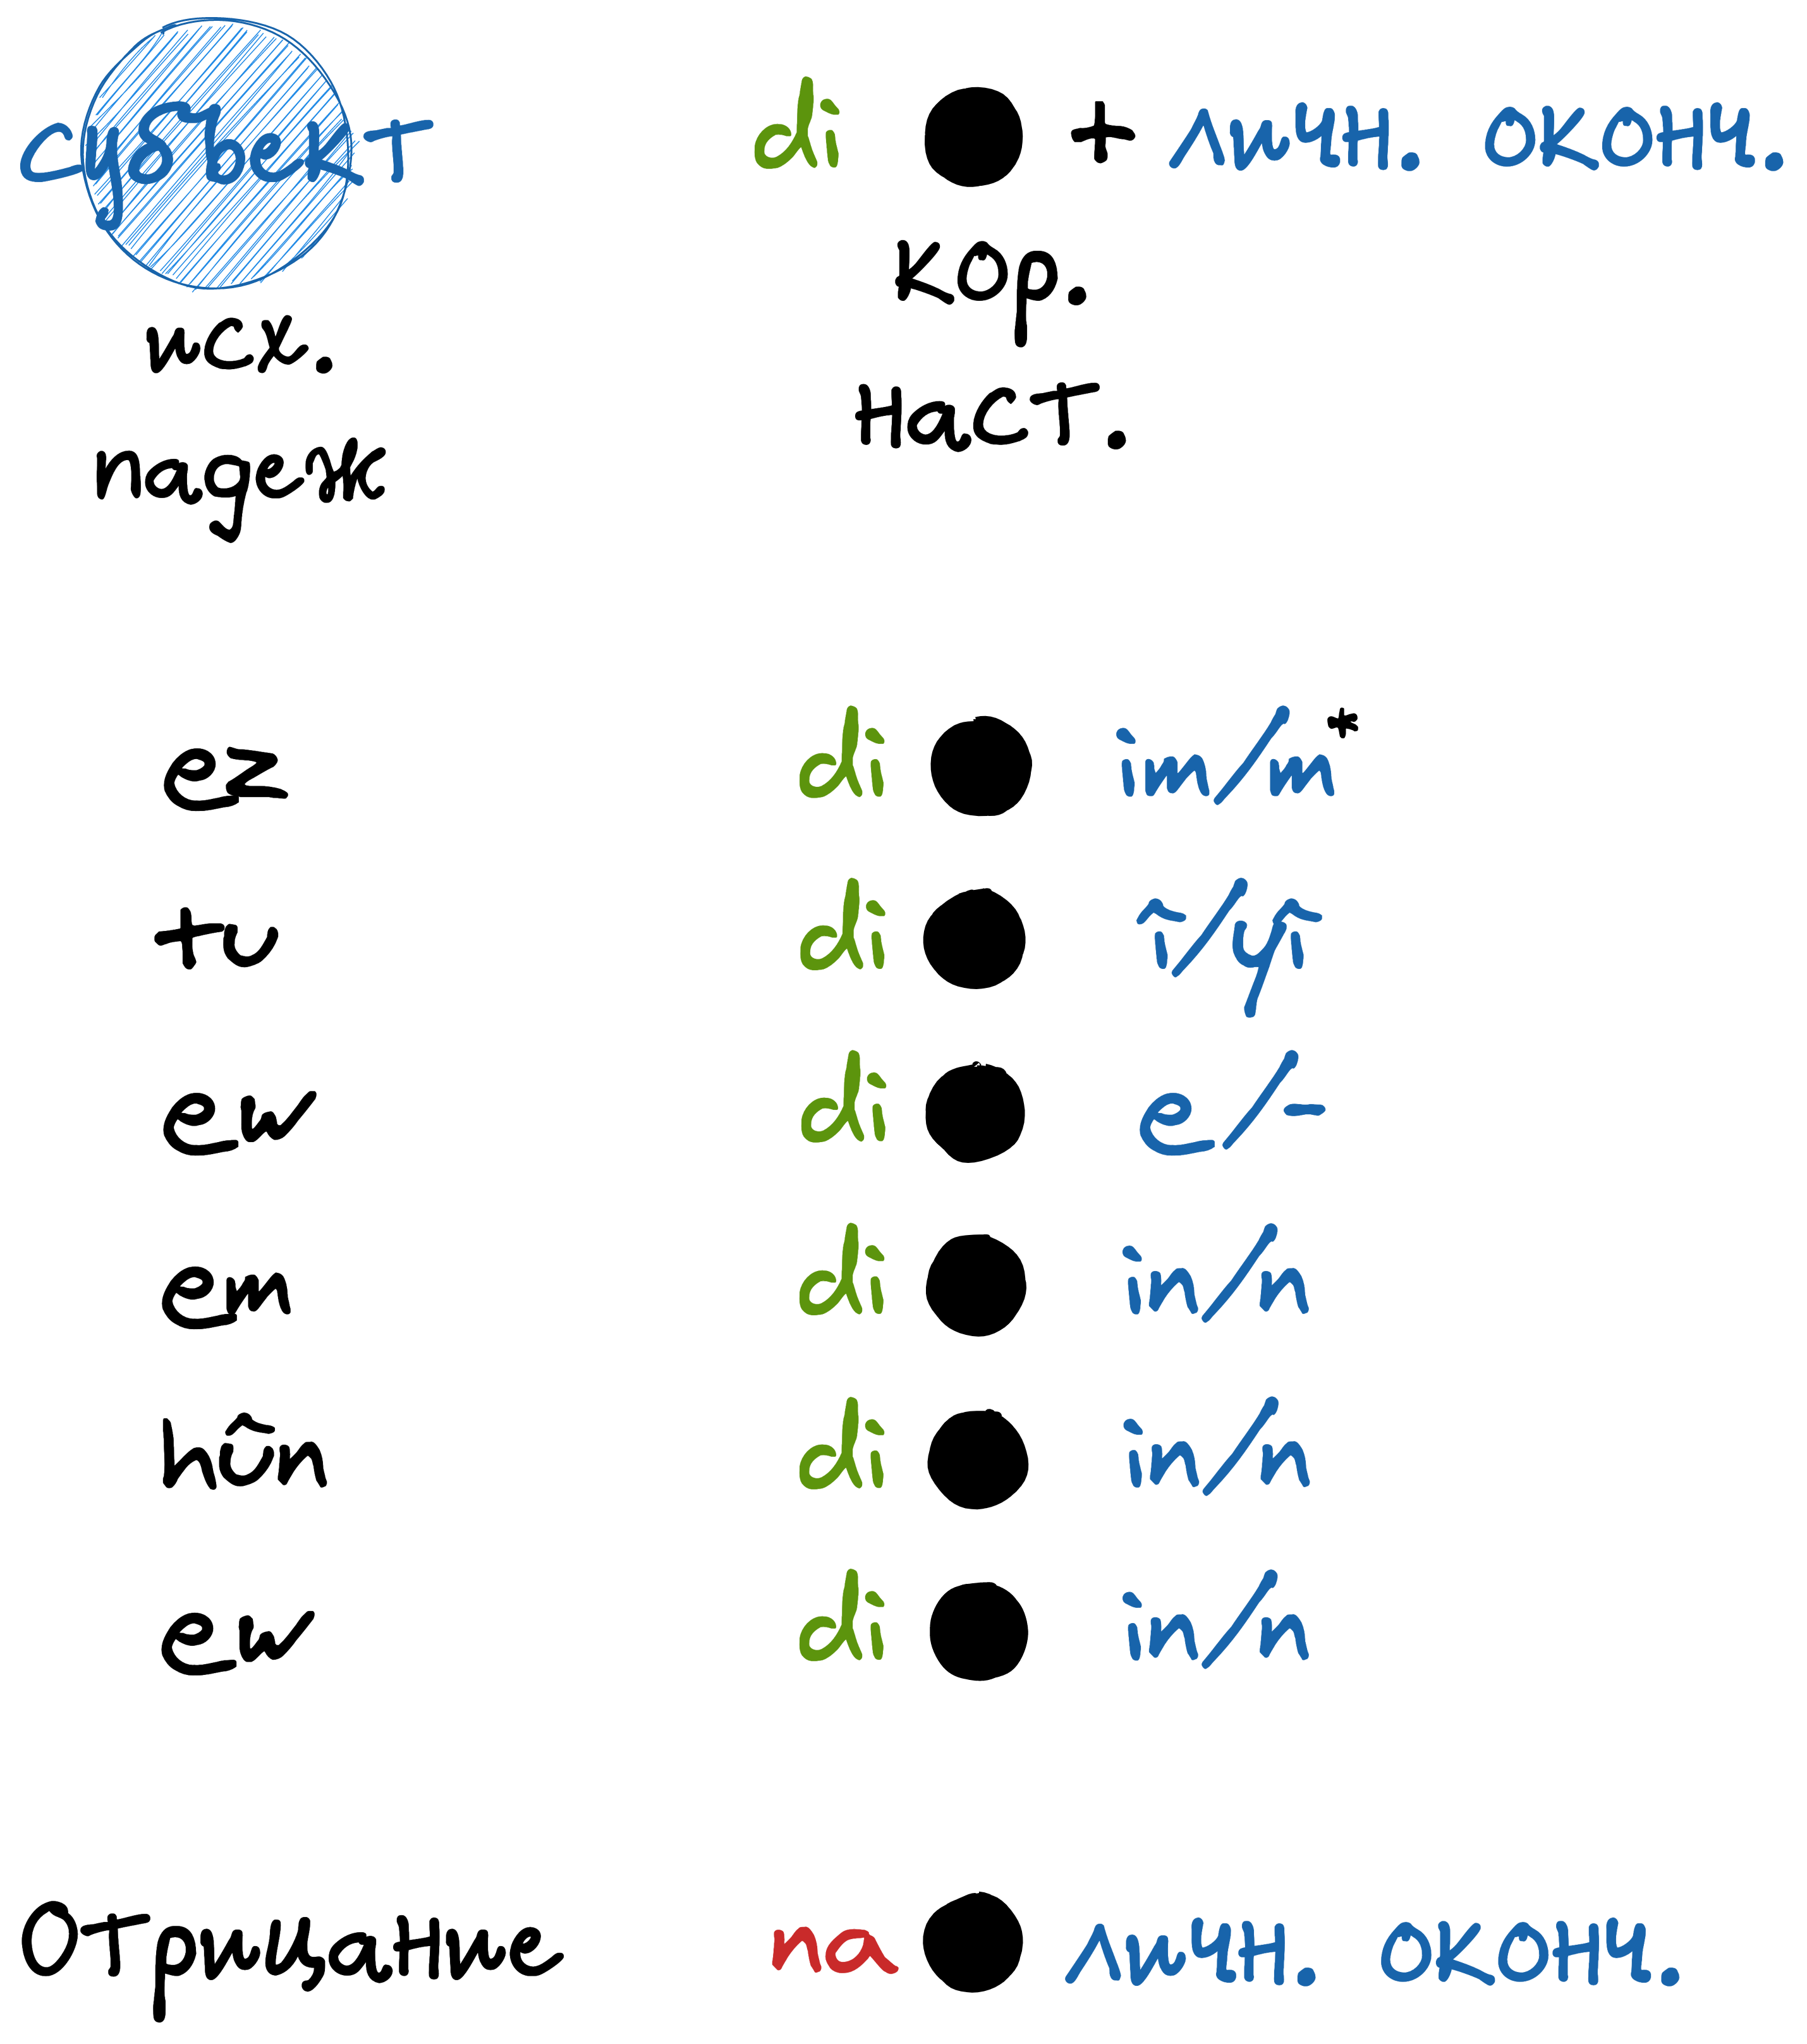 субъект di ● + личн. оконч.
исх. кор.
падеж наст.
ez di ● im/m*
tu di ● î/yî
ew di ● e/-
em di ● in/n
hûn di ● in/n
ew di ● in/n
Отрицание na ● личн. оконч.